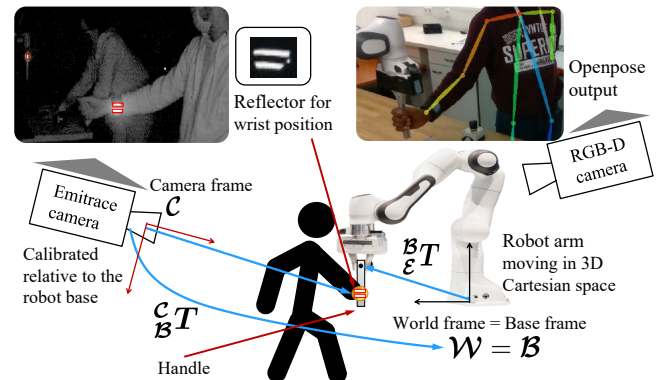 SUPER
Openpose
output
Reflector for
wrist position
RGB-D
camera
Emitrace
camera
Camera frame
C
Calibrated
relative to the
robot base
C
B T
B
E T
Robot arm
moving in 3D
Cartesian space
World frame = Base frame
W = B
Handle